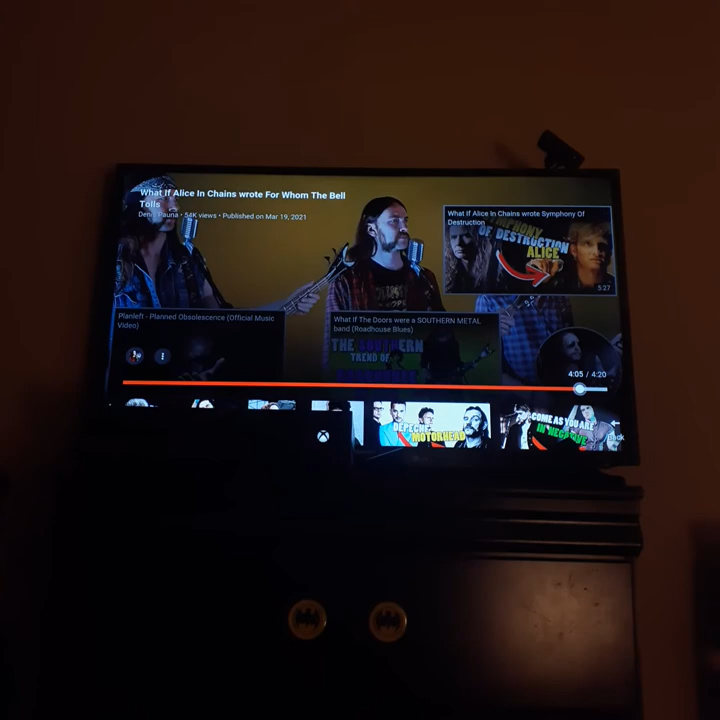 What If Alice In Chains wrote For Whom The Bell
Tolls
Denis Pauna • 54K views • Published on Mar 19, 2021
What If Alice In Chains wrote Symphony Of
Destruction
SYMPHONY
OF DESTRUCTION
ALICE
5:27
Planleft - Planned Obsolescence (Official Music
Video)
What If The Doors were a SOUTHERN METAL
band (Roadhouse Blues)
THE SOUTHERN
TREND OF
4:05 / 4:20
DEPECHE
MOTORHEAD
COME AS YOU ARE
IN NEGATIVE
Back